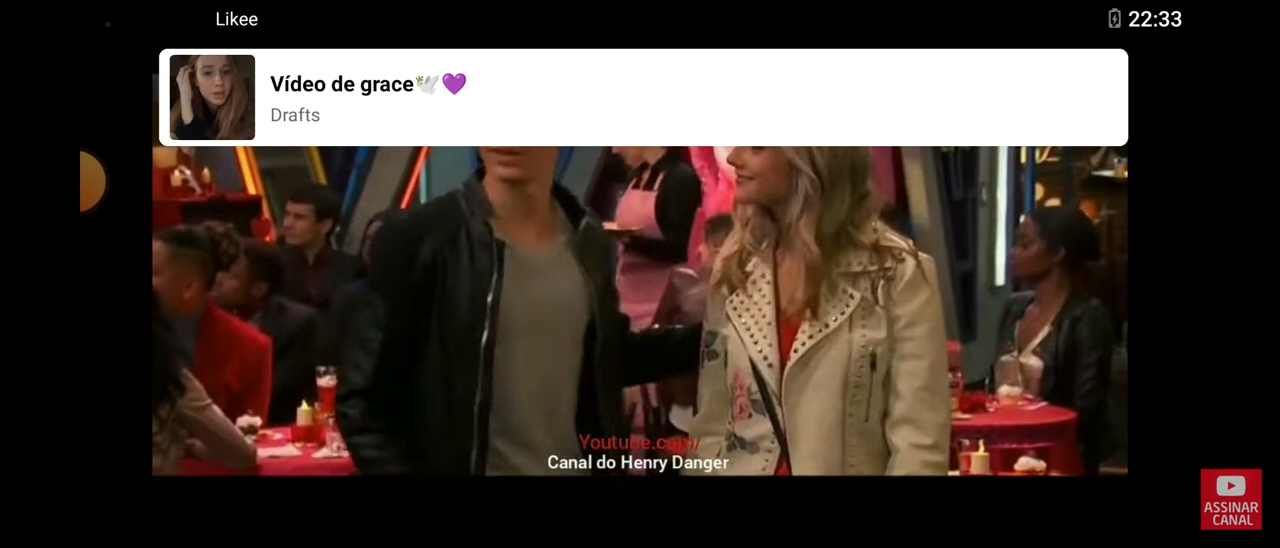 Likee
22:33
Vídeo de grace🕊️💜
Drafts
Youtube.com/
Canal do Henry Danger
ASSINAR
CANAL